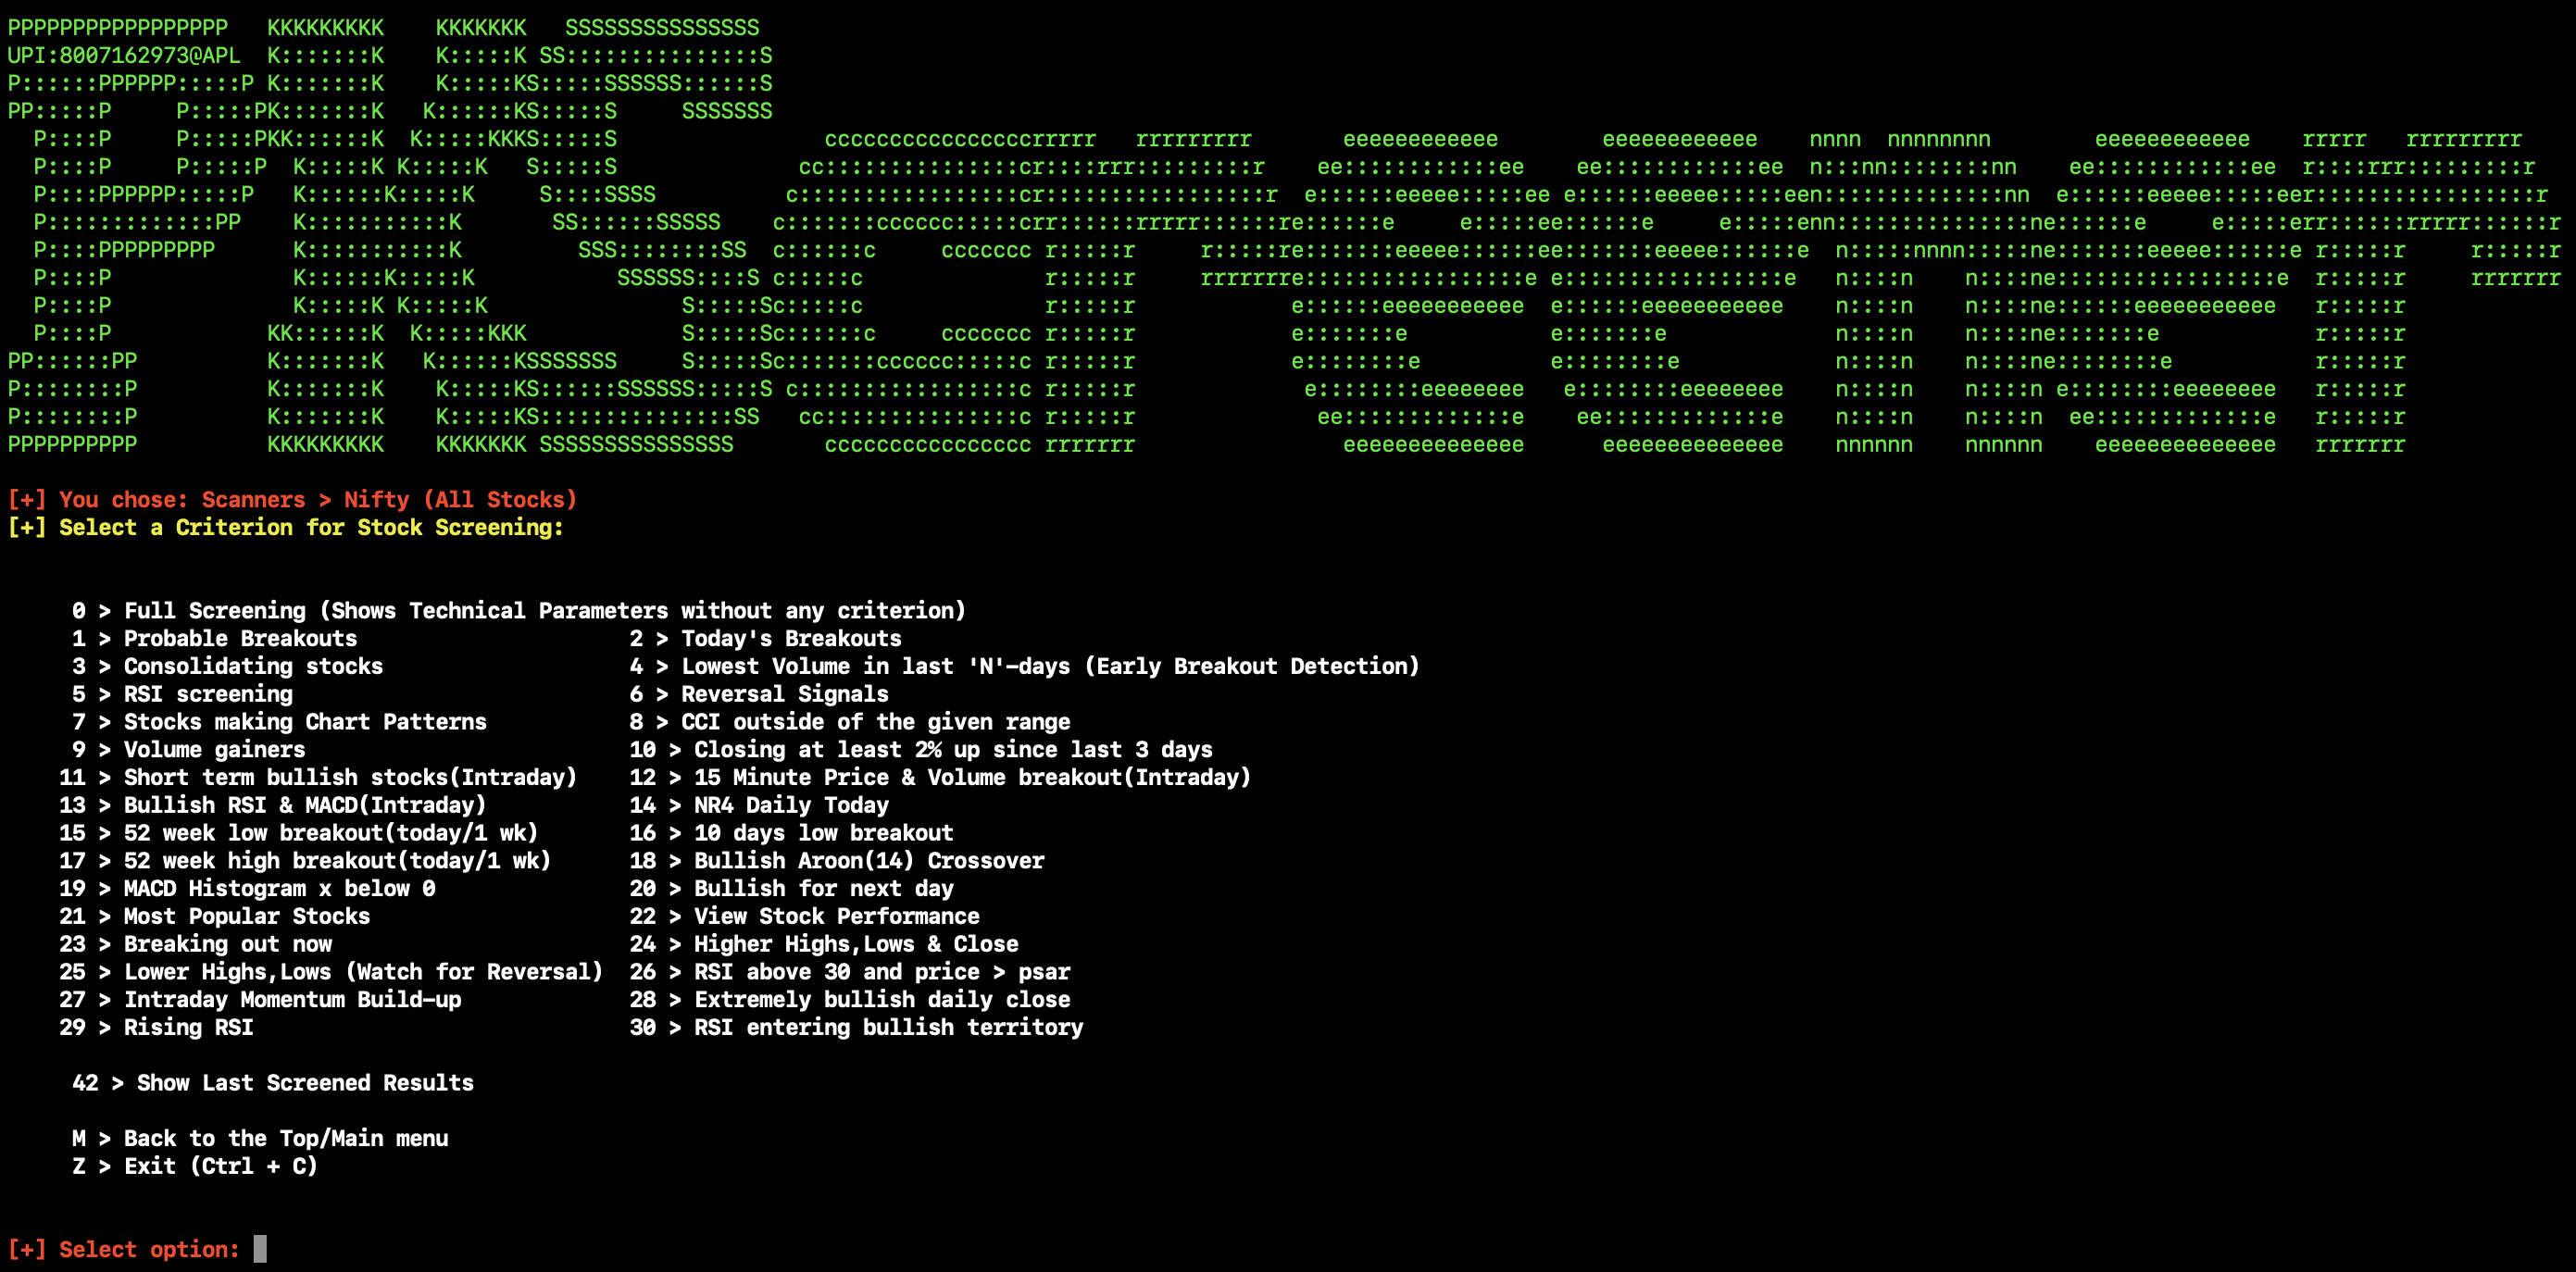 PPPPPPPPPPPPPPPPP   KKKKKKKKK    KKKKKKK   SSSSSSSSSSSSSSS
UPI:8007162973@APL  K:::::::K    K:::::K SS:::::::::::::::S
P::::::PPPPPP:::::P K:::::::K    K:::::KS:::::SSSSSS::::::S
PP:::::P     P:::::PK:::::::K   K::::::KS:::::S     SSSSSSS
  P::::P     P:::::PKK::::::K  K:::::KKKS:::::S                ccccccccccccccccrrrrr   rrrrrrrrr       eeeeeeeeeeee        eeeeeeeeeeee    nnnn  nnnnnnnn        eeeeeeeeeeee    rrrrr   rrrrrrrrr
  P::::P     P:::::P  K:::::K K:::::K   S:::::S              cc:::::::::::::::cr::::rrr:::::::::r    ee::::::::::::ee    ee::::::::::::ee  n:::nn::::::::nn    ee::::::::::::ee  r::::rrr:::::::::r
  P::::PPPPPP:::::P   K::::::K:::::K     S::::SSSS          c:::::::::::::::::cr:::::::::::::::::r  e::::::eeeee:::::ee e::::::eeeee:::::een::::::::::::::nn  e::::::eeeee:::::eer:::::::::::::::::r
  P:::::::::::::PP    K:::::::::::K       SS::::::SSSSS    c:::::::cccccc:::::crr::::::rrrrr::::::re::::::e     e:::::ee::::::e     e:::::enn:::::::::::::::ne::::::e     e:::::err::::::rrrrr::::::r
  P::::PPPPPPPPP      K:::::::::::K         SSS::::::::SS  c::::::c     ccccccc r:::::r     r:::::re:::::::eeeee::::::ee:::::::eeeee::::::e  n:::::nnnn:::::ne:::::::eeeee::::::e r:::::r     r:::::r
  P::::P              K::::::K:::::K           SSSSSS::::S c:::::c              r:::::r     rrrrrrre:::::::::::::::::e e:::::::::::::::::e   n::::n    n::::ne:::::::::::::::::e  r:::::r     rrrrrrr
  P::::P              K:::::K K:::::K               S:::::Sc:::::c              r:::::r            e::::::eeeeeeeeeee  e::::::eeeeeeeeeee    n::::n    n::::ne::::::eeeeeeeeeee   r:::::r
  P::::P            KK::::::K  K:::::KKK            S:::::Sc::::::c     ccccccc r:::::r            e:::::::e           e:::::::e             n::::n    n::::ne:::::::e            r:::::r
PP::::::PP          K:::::::K   K::::::KSSSSSSS     S:::::Sc:::::::cccccc:::::c r:::::r            e::::::::e          e::::::::e            n::::n    n::::ne::::::::e           r:::::r
P::::::::P          K:::::::K    K:::::KS::::::SSSSSS:::::S c:::::::::::::::::c r:::::r             e::::::::eeeeeeee   e::::::::eeeeeeee    n::::n    n::::n e::::::::eeeeeeee   r:::::r
P::::::::P          K:::::::K    K:::::KS:::::::::::::::SS   cc:::::::::::::::c r:::::r              ee:::::::::::::e    ee:::::::::::::e    n::::n    n::::n  ee:::::::::::::e   r:::::r
PPPPPPPPPP          KKKKKKKKK    KKKKKKK SSSSSSSSSSSSSSS       cccccccccccccccc rrrrrrr                eeeeeeeeeeeeee      eeeeeeeeeeeeee    nnnnnn    nnnnnn    eeeeeeeeeeeeee   rrrrrrr
[+] You chose: Scanners > Nifty (All Stocks)
[+] Select a Criterion for Stock Screening:
0 > Full Screening (Shows Technical Parameters without any criterion)
1 > Probable Breakouts                     2 > Today's Breakouts
3 > Consolidating stocks                   4 > Lowest Volume in last 'N'-days (Early Breakout Detection)
5 > RSI screening                          6 > Reversal Signals
7 > Stocks making Chart Patterns           8 > CCI outside of the given range
9 > Volume gainers                         10 > Closing at least 2% up since last 3 days
11 > Short term bullish stocks(Intraday)    12 > 15 Minute Price & Volume breakout(Intraday)
13 > Bullish RSI & MACD(Intraday)           14 > NR4 Daily Today
15 > 52 week low breakout(today/1 wk)       16 > 10 days low breakout
17 > 52 week high breakout(today/1 wk)      18 > Bullish Aroon(14) Crossover
19 > MACD Histogram x below 0               20 > Bullish for next day
21 > Most Popular Stocks                    22 > View Stock Performance
23 > Breaking out now                       24 > Higher Highs,Lows & Close
25 > Lower Highs,Lows (Watch for Reversal)  26 > RSI above 30 and price > psar
27 > Intraday Momentum Build-up             28 > Extremely bullish daily close
29 > Rising RSI                             30 > RSI entering bullish territory
42 > Show Last Screened Results
M > Back to the Top/Main menu
Z > Exit (Ctrl + C)
[+] Select option: